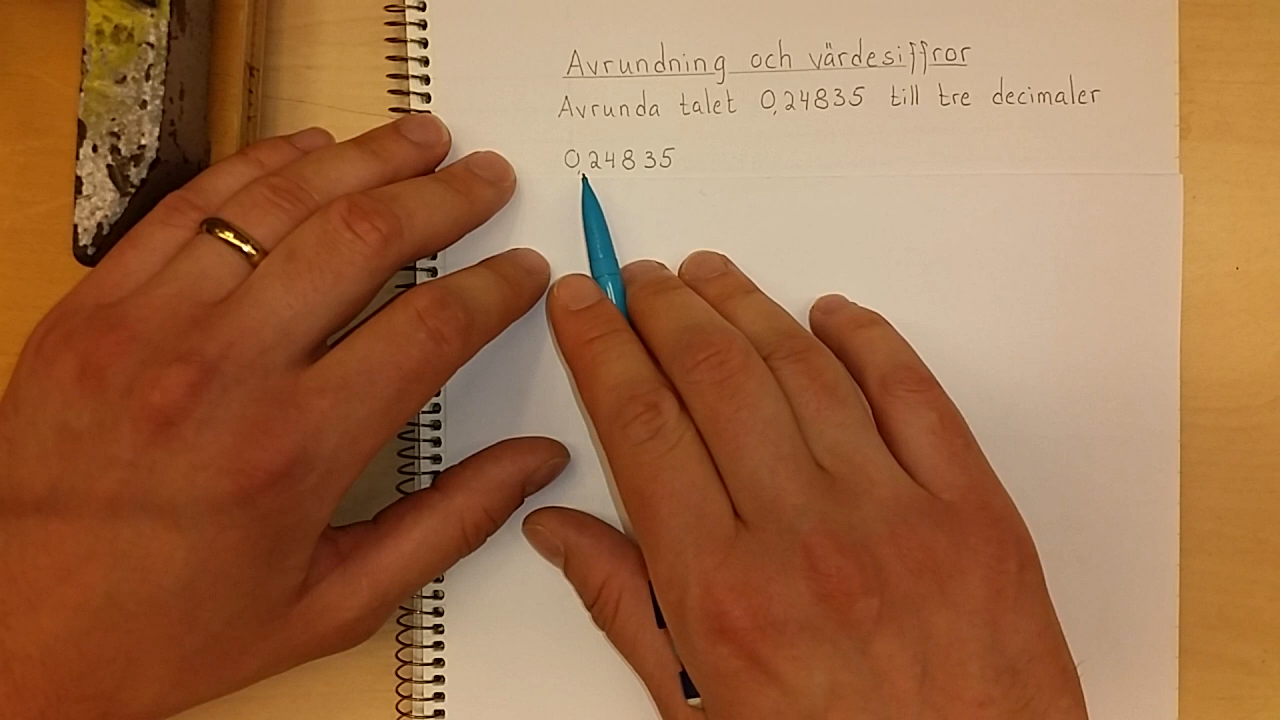 Avrundning och värdesiffror
Avrunda talet 0,24835 till tre decimaler
0,24835